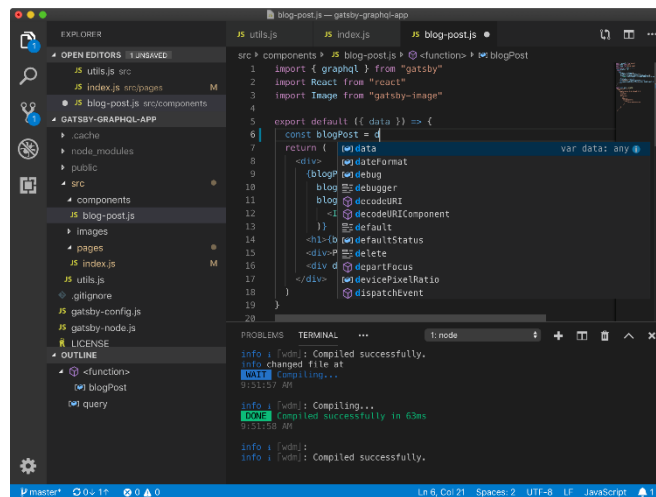 blog-post.js — gatsby-graphql-app
EXPLORER
OPEN EDITORS 1 UNSAVED
JS utils.js src
JS index.js src/pages M
JS blog-post.js src/components
GATSBY-GRAPHQL-APP
.cache
node_modules
public
src
components
JS blog-post.js
images
pages
JS index.js M
JS utils.js
.gitignore
JS gatsby-config.js
JS gatsby-node.js
LICENSE
OUTLINE
<function>
blogPost
query
JS utils.js JS index.js JS blog-post.js ●
src components JS blog-post.js <function> blogPost
1 import { graphql } from "gatsby"
2 import React from "react"
3 import Image from "gatsby-image"
4
5 export default ({ data }) => {
6 const blogPost = d
7 return (
8 <div>
9 {blogP
10 blog
11 blog
12 <I
13 )}
14 <h1>{b
15 <div>P
16 <div d
17 </div>
18 )
19 }
20
data var data: any
dateFormat
debug
debugger
decodeURI
decodeURIComponent
default
defaultStatus
delete
departFocus
devicePixelRatio
dispatchEvent
PROBLEMS TERMINAL ••• 1: node
info i [wdm]: Compiled successfully.
info changed file at
WAIT Compiling...
9:51:57 AM
info i [wdm]: Compiling...
DONE Compiled successfully in 63ms
9:51:58 AM
info i [wdm]:
info i [wdm]: Compiled successfully.
master* 0↓ 1↑ 0 0 Ln 6, Col 21 Spaces: 2 UTF-8 LF JavaScript 1